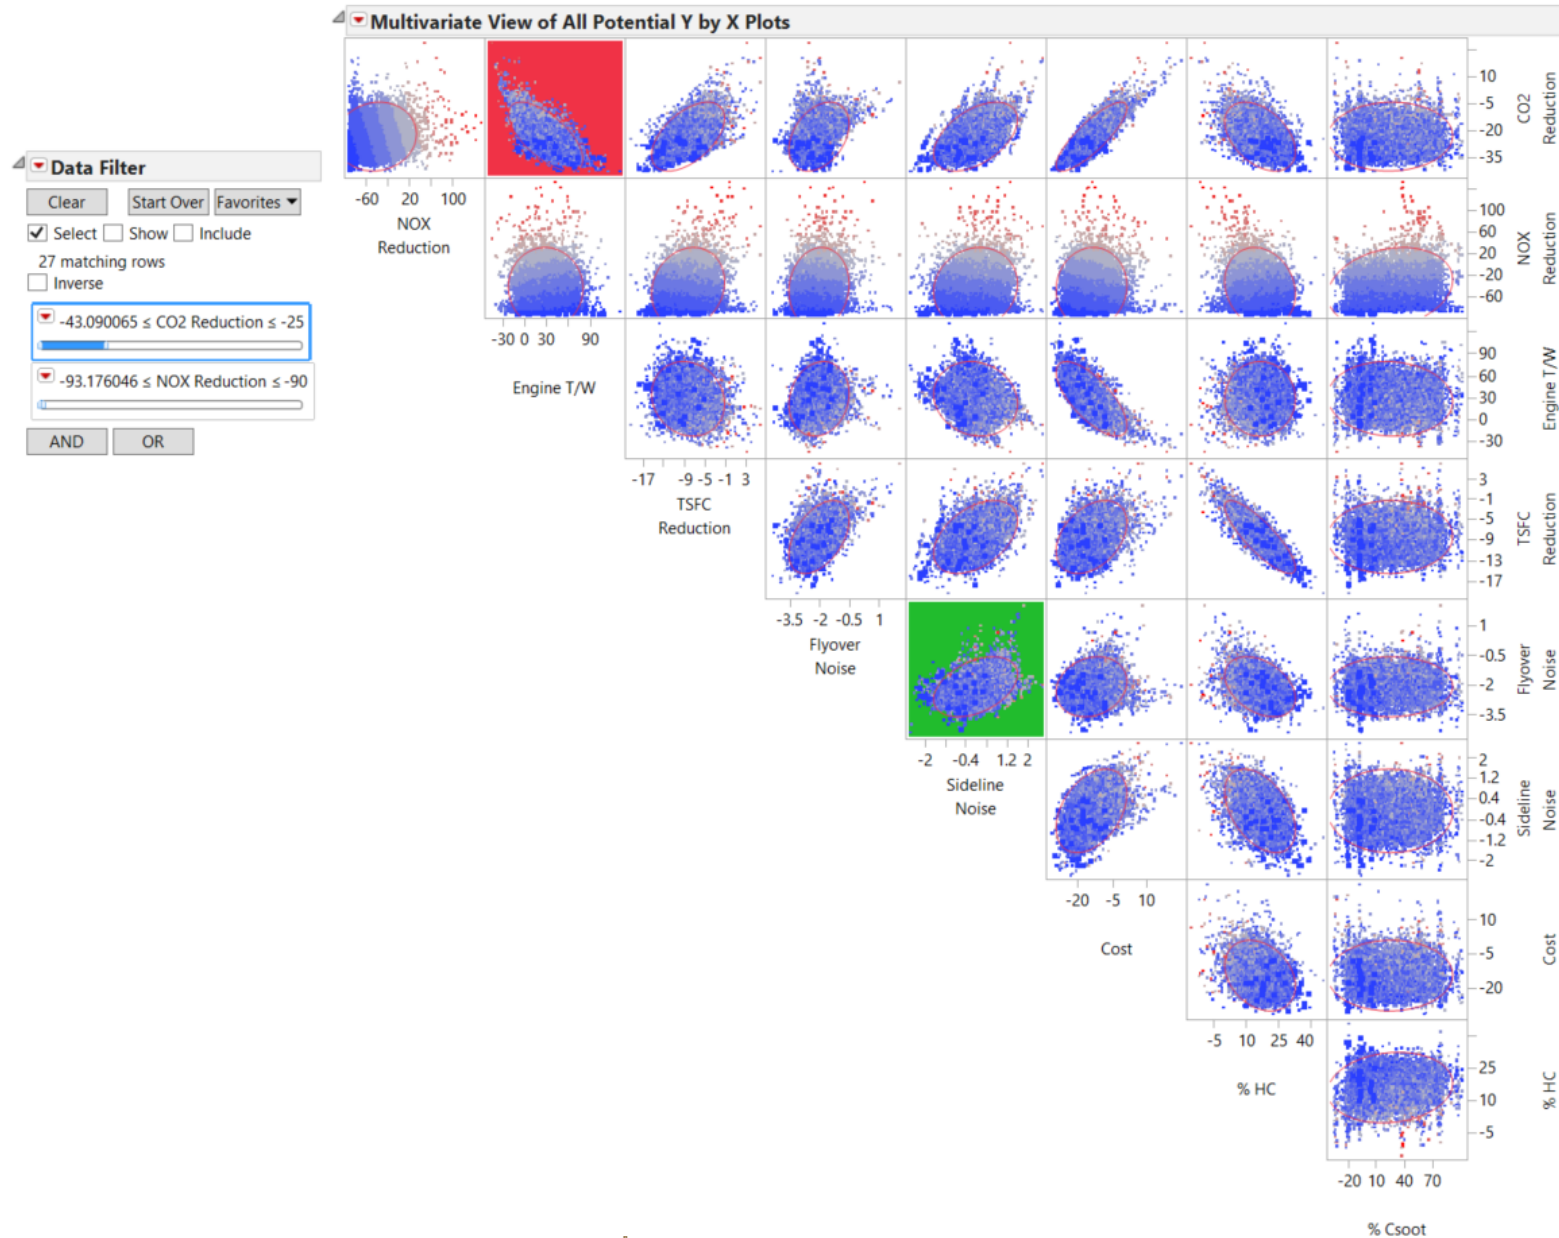 Multivariate View of All Potential Y by X Plots
Data Filter
Clear Start Over Favorites
Select Show Include
27 matching rows
Inverse
-43.090065 ≤ CO2 Reduction ≤ -25
-93.176046 ≤ NOX Reduction ≤ -90
AND OR
10
-5
-20
-35
CO2
Reduction
-60 20 100
NOX
Reduction
100
60
20
-20
-60
NOX
Reduction
-30 0 30 90
Engine T/W
90
60
30
0
-30
Engine T/W
-17 -9 -5 -1 3
TSFC
Reduction
3
-1
-5
-9
-13
-17
TSFC
Reduction
-3.5 -2 -0.5 1
Flyover
Noise
1
-0.5
-2
-3.5
Flyover
Noise
-2 -0.4 1.2 2
Sideline
Noise
2
1.2
0.4
-0.4
-1.2
-2
Sideline
Noise
-20 -5 10
Cost
10
-5
-20
Cost
-5 10 25 40
% HC
25
10
-5
% HC
-20 10 40 70
% Csoot